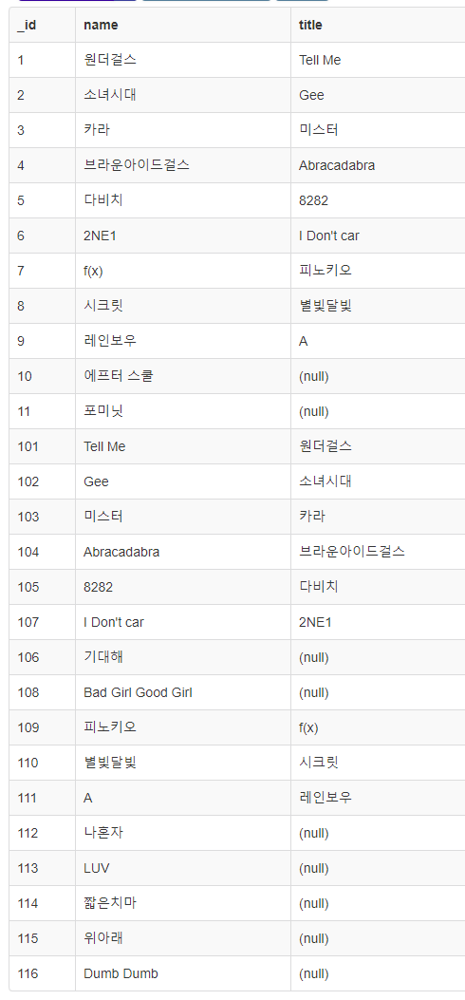 _id name title
1 원더걸스 Tell Me
2 소녀시대 Gee
3 카라 미스터
4 브라운아이드걸스 Abracadabra
5 다비치 8282
6 2NE1 I Don't car
7 f(x) 피노키오
8 시크릿 별빛달빛
9 레인보우 A
10 에프터 스쿨 (null)
11 포미닛 (null)
101 Tell Me 원더걸스
102 Gee 소녀시대
103 미스터 카라
104 Abracadabra 브라운아이드걸스
105 8282 다비치
107 I Don't car 2NE1
106 기대해 (null)
108 Bad Girl Good Girl (null)
109 피노키오 f(x)
110 별빛달빛 시크릿
111 A 레인보우
112 나혼자 (null)
113 LUV (null)
114 짧은치마 (null)
115 위아래 (null)
116 Dumb Dumb (null)